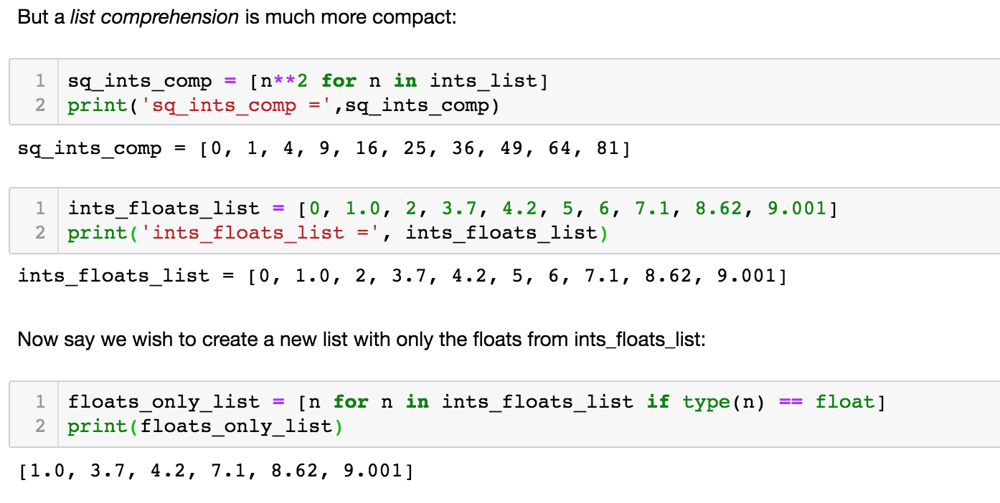 But a list comprehension is much more compact:
1 sq_ints_comp = [n**2 for n in ints_list]
2 print('sq_ints_comp =',sq_ints_comp)
sq_ints_comp = [0, 1, 4, 9, 16, 25, 36, 49, 64, 81]
1 ints_floats_list = [0, 1.0, 2, 3.7, 4.2, 5, 6, 7.1, 8.62, 9.001]
2 print('ints_floats_list =', ints_floats_list)
ints_floats_list = [0, 1.0, 2, 3.7, 4.2, 5, 6, 7.1, 8.62, 9.001]
Now say we wish to create a new list with only the floats from ints_floats_list:
1 floats_only_list = [n for n in ints_floats_list if type(n) == float]
2 print(floats_only_list)
[1.0, 3.7, 4.2, 7.1, 8.62, 9.001]